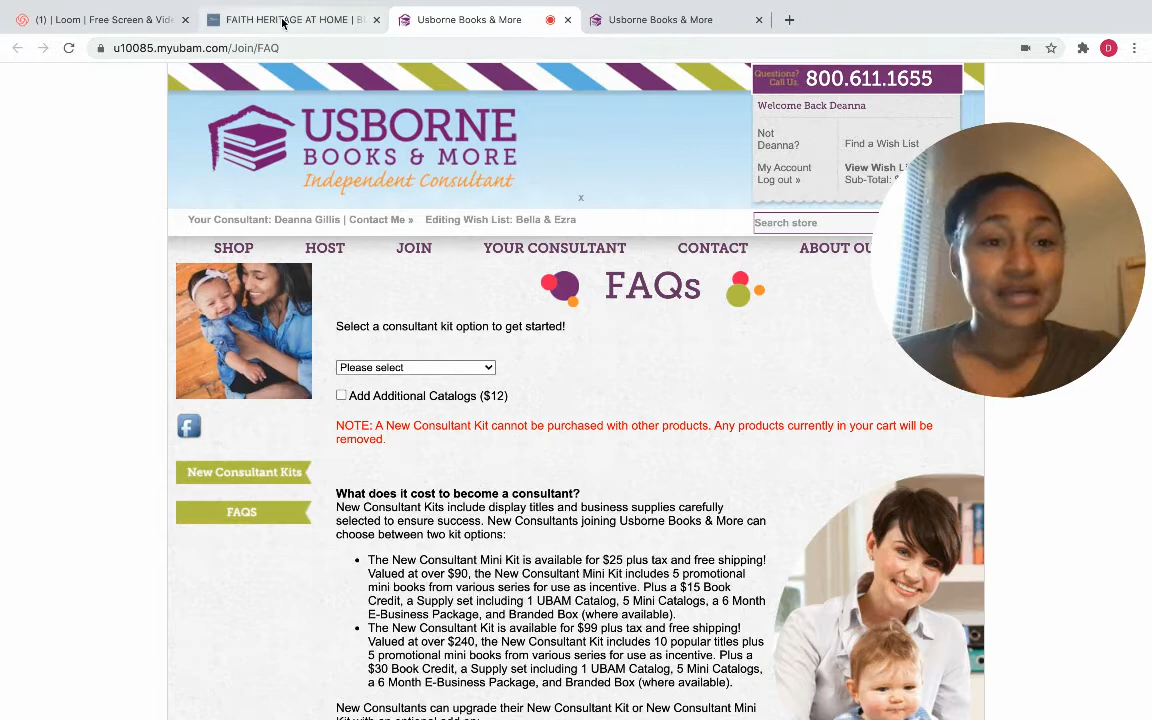 (1) | Loom | Free Screen & Vide
FAITH HERITAGE AT HOME | BL
Usborne Books & More
Usborne Books & More
u10085.myubam.com/Join/FAQ
D
Questions? Call Us 800.611.1655
Welcome Back Deanna
Not Deanna?
Find a Wish List
My Account
View Wish Li
Log out »
Sub-Total:
USBORNE
BOOKS & MORE
Independent Consultant
x
Your Consultant: Deanna Gillis | Contact Me » Editing Wish List: Bella & Ezra
Search store
SHOP HOST JOIN YOUR CONSULTANT CONTACT ABOUT OU
FAQs
Select a consultant kit option to get started!
Please select
Add Additional Catalogs ($12)
NOTE: A New Consultant Kit cannot be purchased with other products. Any products currently in your cart will be
removed.
f
New Consultant Kits
FAQS
What does it cost to become a consultant?
New Consultant Kits include display titles and business supplies carefully
selected to ensure success. New Consultants joining Usborne Books & More can
choose between two kit options:
• The New Consultant Mini Kit is available for $25 plus tax and free shipping!
Valued at over $90, the New Consultant Mini Kit includes 5 promotional
mini books from various series for use as incentive. Plus a $15 Book
Credit, a Supply set including 1 UBAM Catalog, 5 Mini Catalogs, a 6 Month
E-Business Package, and Branded Box (where available).
• The New Consultant Kit is available for $99 plus tax and free shipping!
Valued at over $240, the New Consultant Kit includes 10 popular titles plus
5 promotional mini books from various series for use as incentive. Plus a
$30 Book Credit, a Supply set including 1 UBAM Catalog, 5 Mini Catalogs,
a 6 Month E-Business Package, and Branded Box (where available).
New Consultants can upgrade their New Consultant Kit or New Consultant Mini
Kit with an optional add-on: